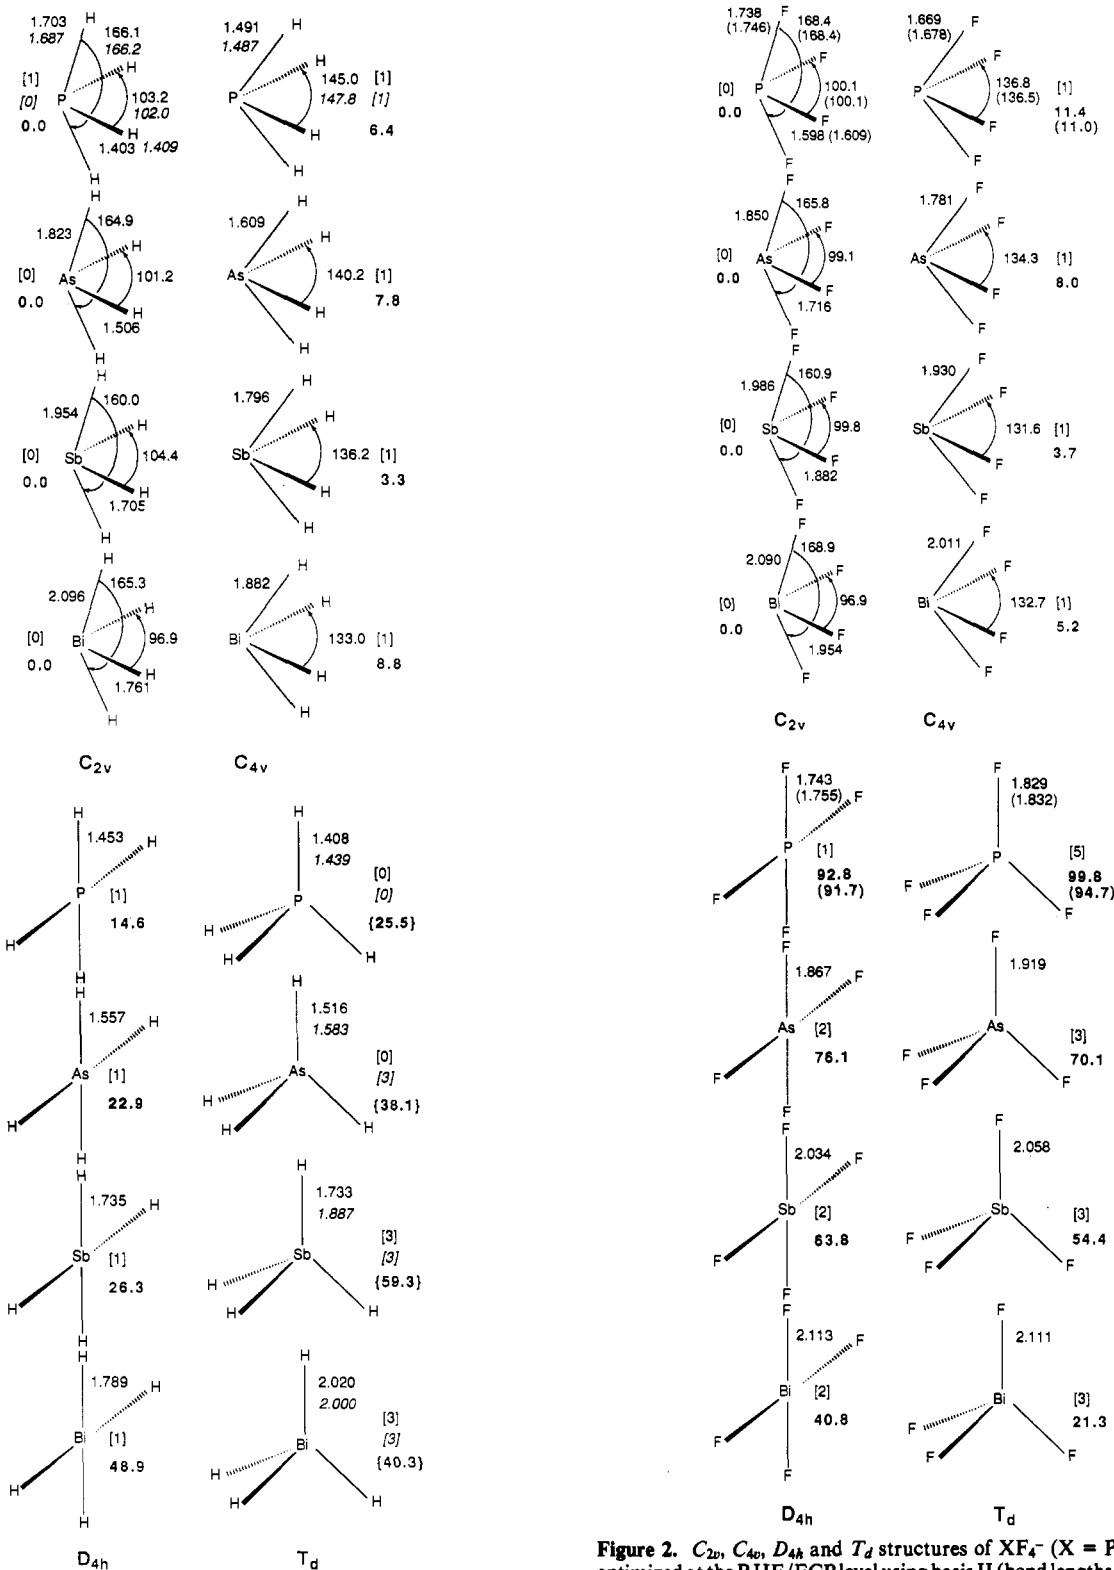 H
1.703
1.687
166.1
166.2
H
[1]
[0]
0.0
P
103.2
102.0
H
1.403 1.409
H
1.491
1.487
H
H
P
145.0
147.8
[1]
[1]
6.4
H
H
H
1.823
164.9
H
[0]
0.0
As
101.2
H
1.506
H
H
1.609
H
As
140.2
[1]
7.8
H
H
H
1.954
160.0
H
[0]
0.0
Sb
104.4
H
1.705
H
H
1.796
H
Sb
136.2
[1]
3.3
H
H
H
2.096
165.3
H
[0]
0.0
Bi
96.9
H
1.761
H
H
1.882
H
Bi
133.0
[1]
8.8
H
H
C2v
C4v
H
1.453
H
P
[1]
14.6
H
H
H
1.408
1.439
[0]
[0]
{25.5}
P
H
H
H
H
1.557
H
As
[1]
22.9
H
H
H
1.516
1.583
[0]
[3]
{38.1}
As
H
H
H
H
1.735
H
Sb
[1]
26.3
H
H
H
1.733
1.887
[3]
[3]
{59.3}
Sb
H
H
H
H
1.789
H
Bi
[1]
48.9
H
H
H
2.020
2.000
[3]
[3]
{40.3}
Bi
H
H
H
D4h
Td
1.738
(1.746)
F
168.4
(168.4)
F
[0]
0.0
P
100.1
(100.1)
F
1.598 (1.609)
F
1.669
(1.678)
F
F
P
136.8
(136.5)
[1]
11.4
(11.0)
F
F
F
1.850
165.8
F
[0]
0.0
As
99.1
F
1.716
F
F
1.781
F
As
134.3
[1]
8.0
F
F
F
1.986
160.9
F
[0]
0.0
Sb
99.8
F
1.882
F
F
1.930
F
Sb
131.6
[1]
3.7
F
F
F
2.090
168.9
F
[0]
0.0
Bi
96.9
F
1.954
F
F
2.011
F
Bi
132.7
[1]
5.2
F
F
C2v
C4v
F
1.743
(1.755)
F
P
[1]
92.8
(91.7)
F
F
F
1.829
(1.832)
[5]
99.8
(94.7)
P
F
F
F
F
1.867
F
As
[2]
76.1
F
F
F
1.919
[3]
70.1
As
F
F
F
F
2.034
F
Sb
[2]
63.8
F
F
F
2.058
[3]
54.4
Sb
F
F
F
F
2.113
F
Bi
[2]
40.8
F
F
F
2.111
[3]
21.3
Bi
F
F
F
D4h
Td
Figure 2. C2v, C4v, D4h and Td structures of XF4− (X = P